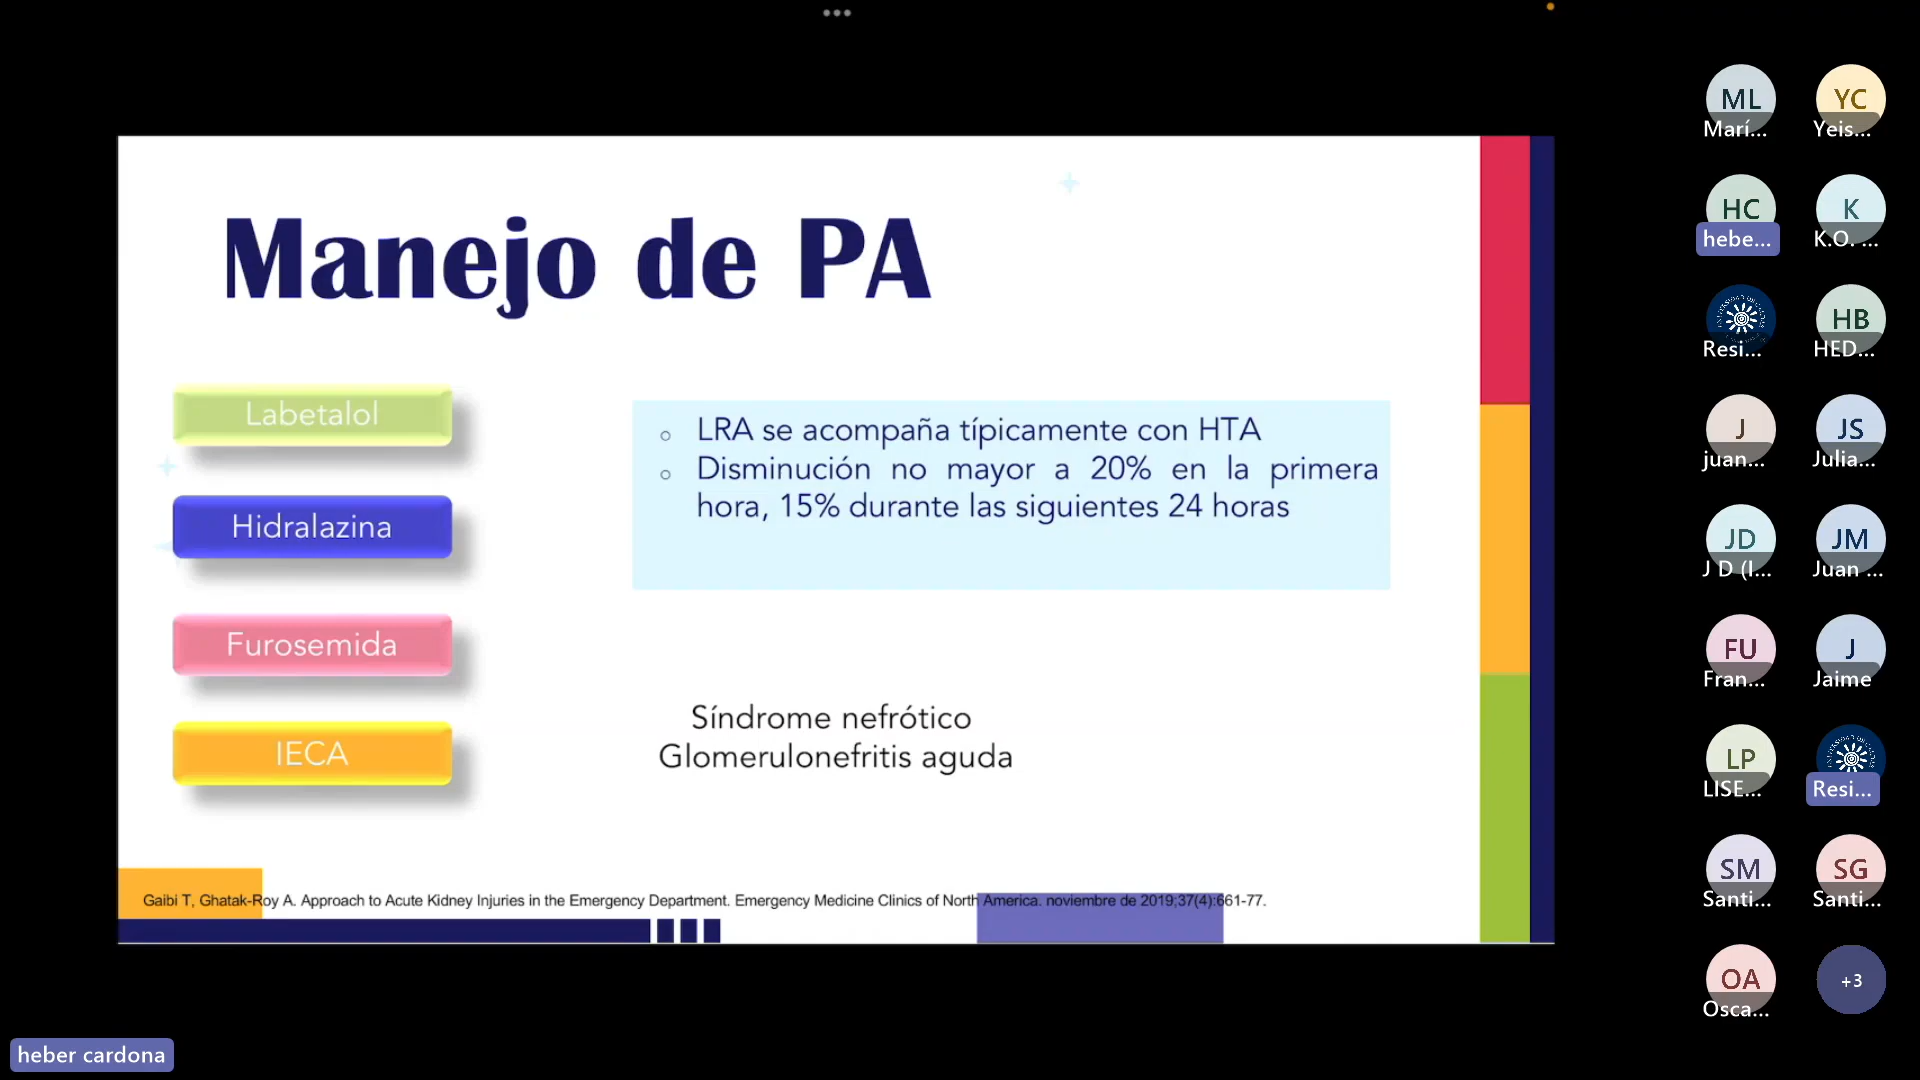 Manejo de PA
Labetalol
Hidralazina
Furosemida
IECA
LRA se acompaña típicamente con HTA
Disminución no mayor a 20% en la primera
hora, 15% durante las siguientes 24 horas
Síndrome nefrótico
Glomerulonefritis aguda
Gaibi T, Ghatak-Roy A. Approach to Acute Kidney Injuries in the Emergency Department. Emergency Medicine Clinics of North America. noviembre de 2019;37(4):661-77.
heber cardona
ML
Marí...
YC
Yeis...
HC
hebe...
K
K.O. ...
Resi...
HB
HED...
J
juan...
JS
Julia...
JD
J D (I...
JM
Juan ...
FU
Fran...
J
Jaime
LP
LISE...
Resi...
SM
Santi...
SG
Santi...
OA
Osca...
+3